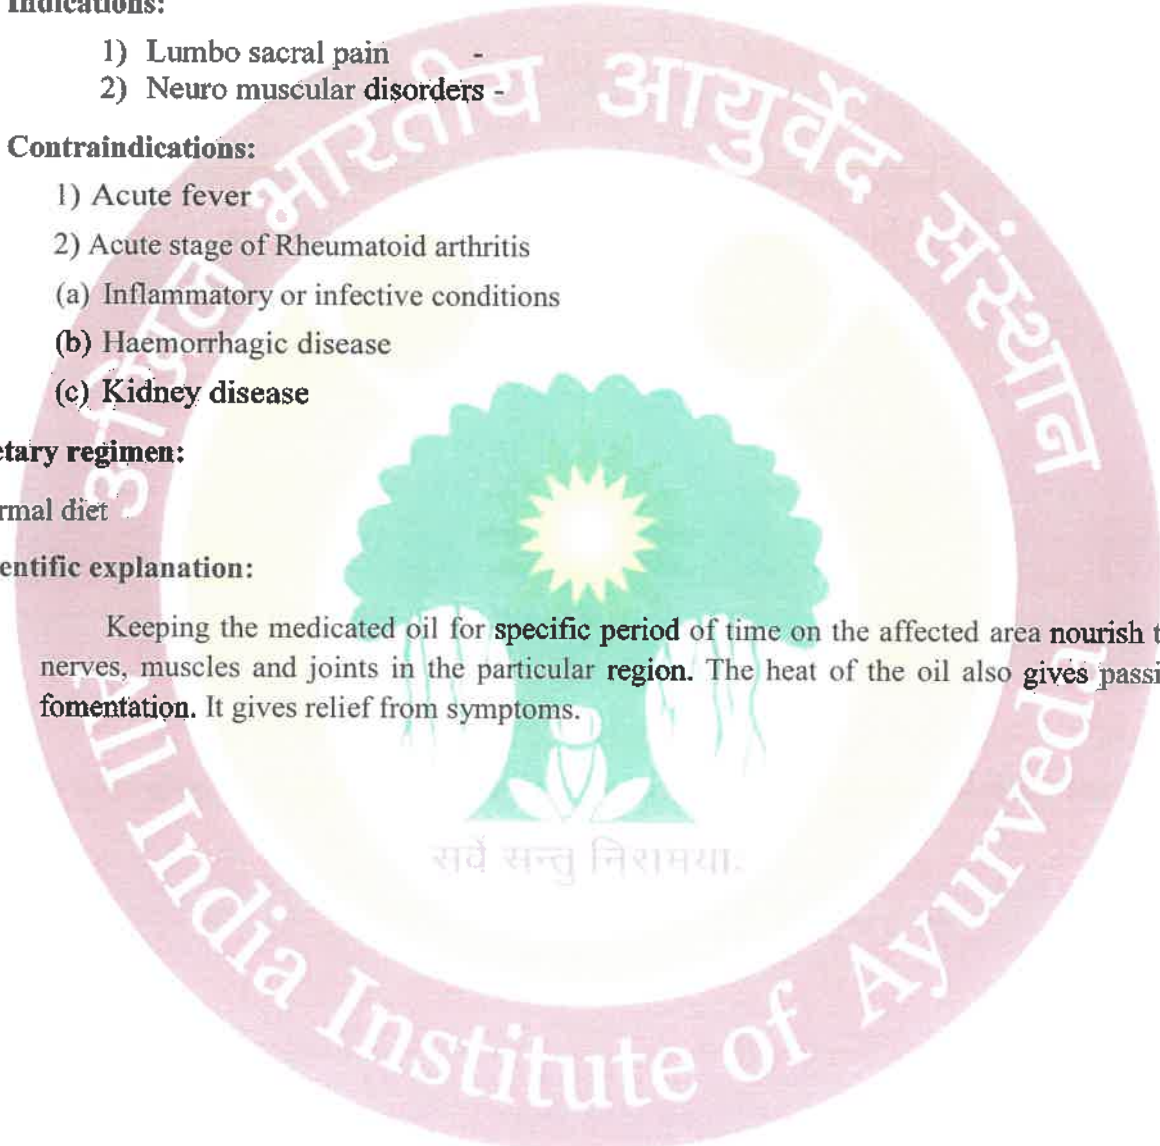 Indications:
1) Lumbo sacral pain -
2) Neuro muscular disorders -
Contraindications:
1) Acute fever
2) Acute stage of Rheumatoid arthritis
(a) Inflammatory or infective conditions
(b) Haemorrhagic disease
(c) Kidney disease
etary regimen:
rmal diet
entific explanation:
Keeping the medicated oil for specific period of time on the affected area nourish t
nerves, muscles and joints in the particular region. The heat of the oil also gives passi
fomentation. It gives relief from symptoms.
अखिल भारतीय आयुर्वेद संस्थान
सर्वे सन्तु निरामयाः
All India Institute of Ayurveda